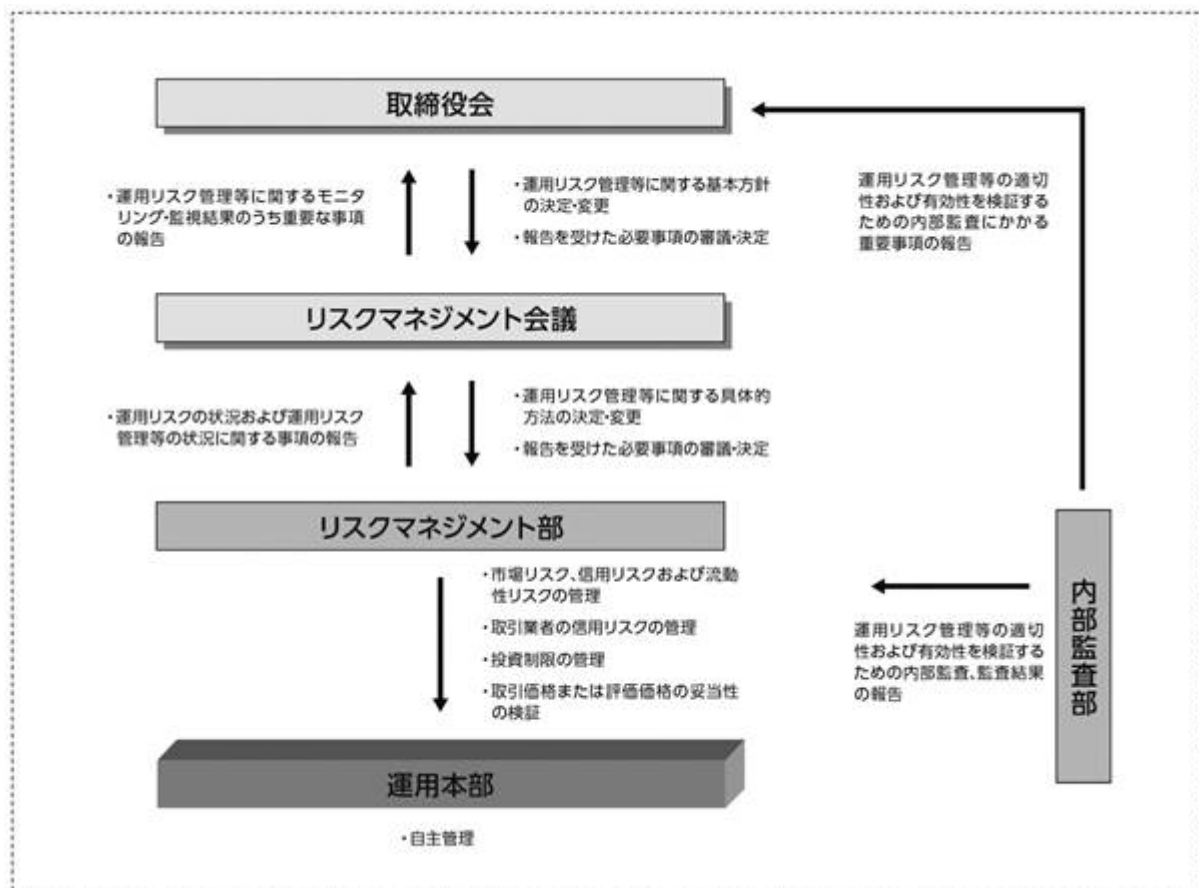 取締役会
・運用リスク管理等に関するモニタ
リング・監視結果のうち重要な事項
の報告
・運用リスク管理等に関する基本方針
の決定・変更
・報告を受けた必要事項の審議・決定
運用リスク管理等の適切
性および有効性を検証する
ための内部監査にかかる
重要事項の報告
リスクマネジメント会議
・運用リスクの状況および運用リスク
管理等の状況に関する事項の報告
・運用リスク管理等に関する具体的
方法の決定・変更
・報告を受けた必要事項の審議・決定
リスクマネジメント部
・市場リスク、信用リスクおよび流動
性リスクの管理
・取引業者の信用リスクの管理
・投資制限の管理
・取引価格または評価価格の妥当性
の検証
運用リスク管理等の適切
性および有効性を検証する
ための内部監査、監査結果
の報告
内部監査部
運用本部
・自主管理